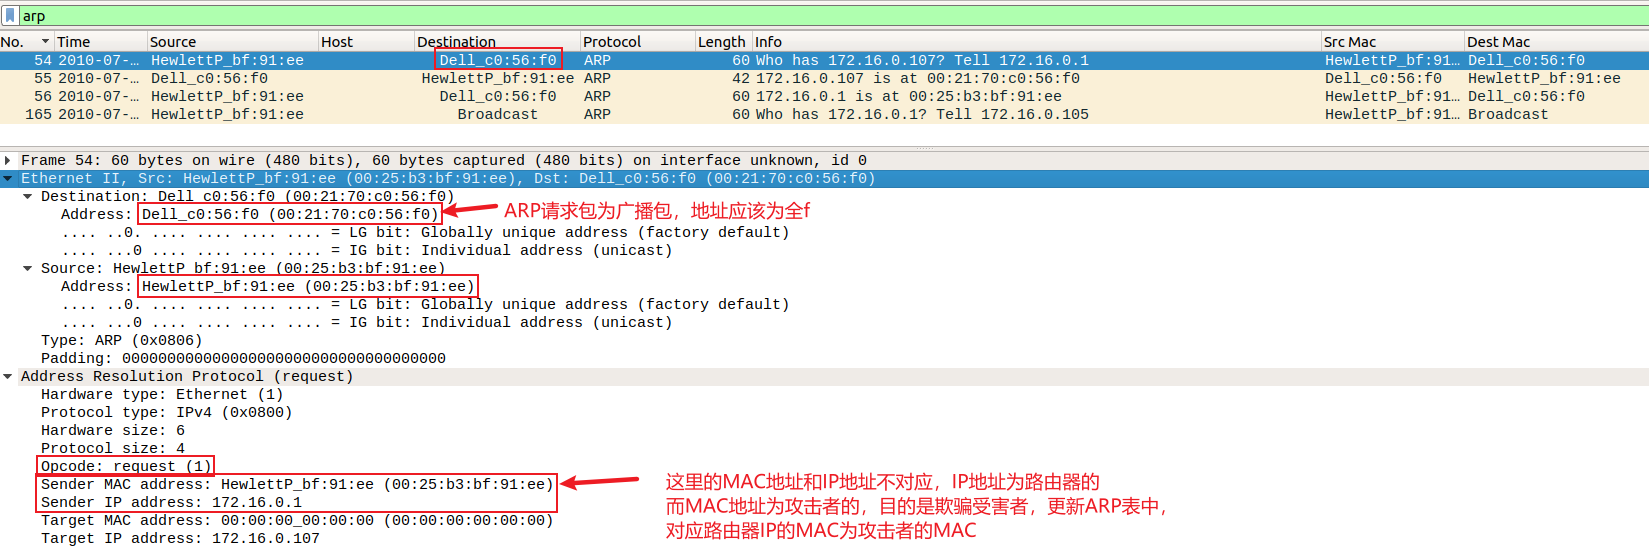 arp
No. Time Source Host Destination Protocol Length Info Src Mac Dest Mac
54 2010-07-… HewlettP_bf:91:ee Dell_c0:56:f0 ARP 60 Who has 172.16.0.107? Tell 172.16.0.1 HewlettP_bf:91… Dell_c0:56:f0
55 2010-07-… Dell_c0:56:f0 HewlettP_bf:91:ee ARP 42 172.16.0.107 is at 00:21:70:c0:56:f0 Dell_c0:56:f0 HewlettP_bf:91:ee
56 2010-07-… HewlettP_bf:91:ee Dell_c0:56:f0 ARP 60 172.16.0.1 is at 00:25:b3:bf:91:ee HewlettP_bf:91… Dell_c0:56:f0
165 2010-07-… HewlettP_bf:91:ee Broadcast ARP 60 Who has 172.16.0.1? Tell 172.16.0.105 HewlettP_bf:91… Broadcast
Frame 54: 60 bytes on wire (480 bits), 60 bytes captured (480 bits) on interface unknown, id 0
Ethernet II, Src: HewlettP_bf:91:ee (00:25:b3:bf:91:ee), Dst: Dell_c0:56:f0 (00:21:70:c0:56:f0)
Destination: Dell_c0:56:f0 (00:21:70:c0:56:f0)
Address: Dell_c0:56:f0 (00:21:70:c0:56:f0)
ARP请求包为广播包，地址应该为全f
.... ..0. .... .... .... .... = LG bit: Globally unique address (factory default)
.... ...0 .... .... .... .... = IG bit: Individual address (unicast)
Source: HewlettP_bf:91:ee (00:25:b3:bf:91:ee)
Address: HewlettP_bf:91:ee (00:25:b3:bf:91:ee)
.... ..0. .... .... .... .... = LG bit: Globally unique address (factory default)
.... ...0 .... .... .... .... = IG bit: Individual address (unicast)
Type: ARP (0x0806)
Padding: 000000000000000000000000000000000000
Address Resolution Protocol (request)
Hardware type: Ethernet (1)
Protocol type: IPv4 (0x0800)
Hardware size: 6
Protocol size: 4
Opcode: request (1)
Sender MAC address: HewlettP_bf:91:ee (00:25:b3:bf:91:ee)
Sender IP address: 172.16.0.1
Target MAC address: 00:00:00_00:00:00 (00:00:00:00:00:00)
Target IP address: 172.16.0.107
这里的MAC地址和IP地址不对应，IP地址为路由器的
而MAC地址为攻击者的，目的是欺骗受害者，更新ARP表中，
对应路由器IP的MAC为攻击者的MAC